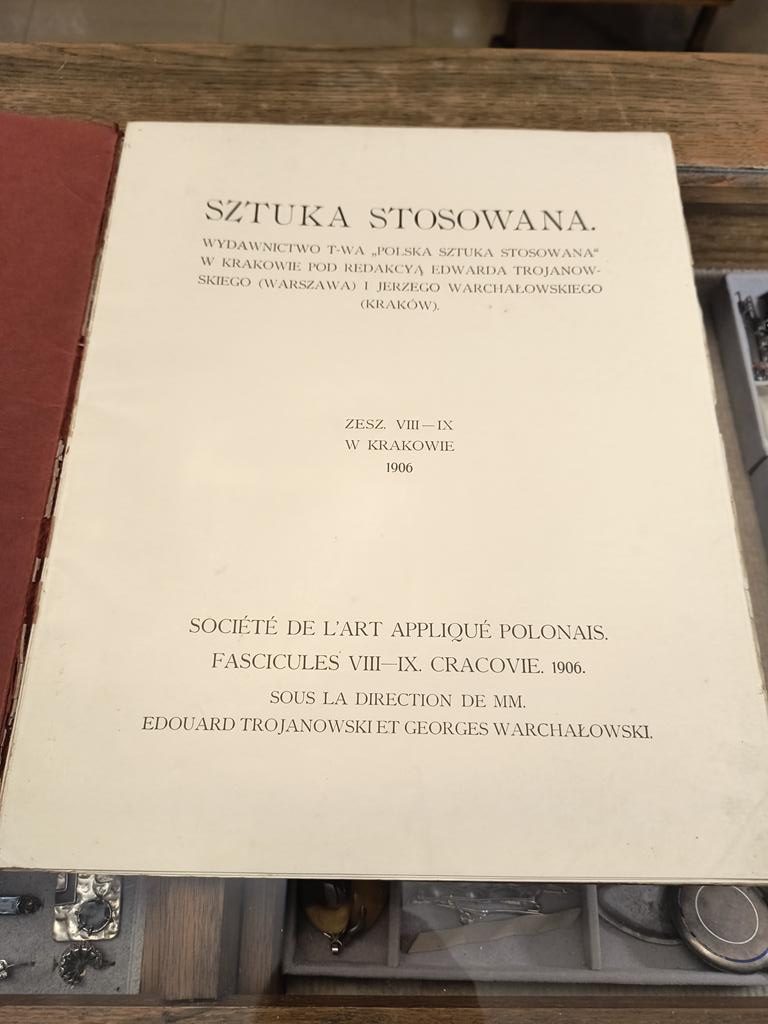 SZTUKA STOSOWANA.
WYDAWNICTWO T-WA „POLSKA SZTUKA STOSOWANA“
W KRAKOWIE POD REDAKCYĄ EDWARDA TROJANOW-
SKIEGO (WARSZAWA) I JERZEGO WARCHAŁOWSKIEGO
(KRAKÓW).
ZESZ. VIII—IX
W KRAKOWIE
1906
SOCIÉTÉ DE L'ART APPLIQUÉ POLONAIS.
FASCICULES VIII—IX. CRACOVIE. 1906.
SOUS LA DIRECTION DE MM.
EDOUARD TROJANOWSKI ET GEORGES WARCHAŁOWSKI.